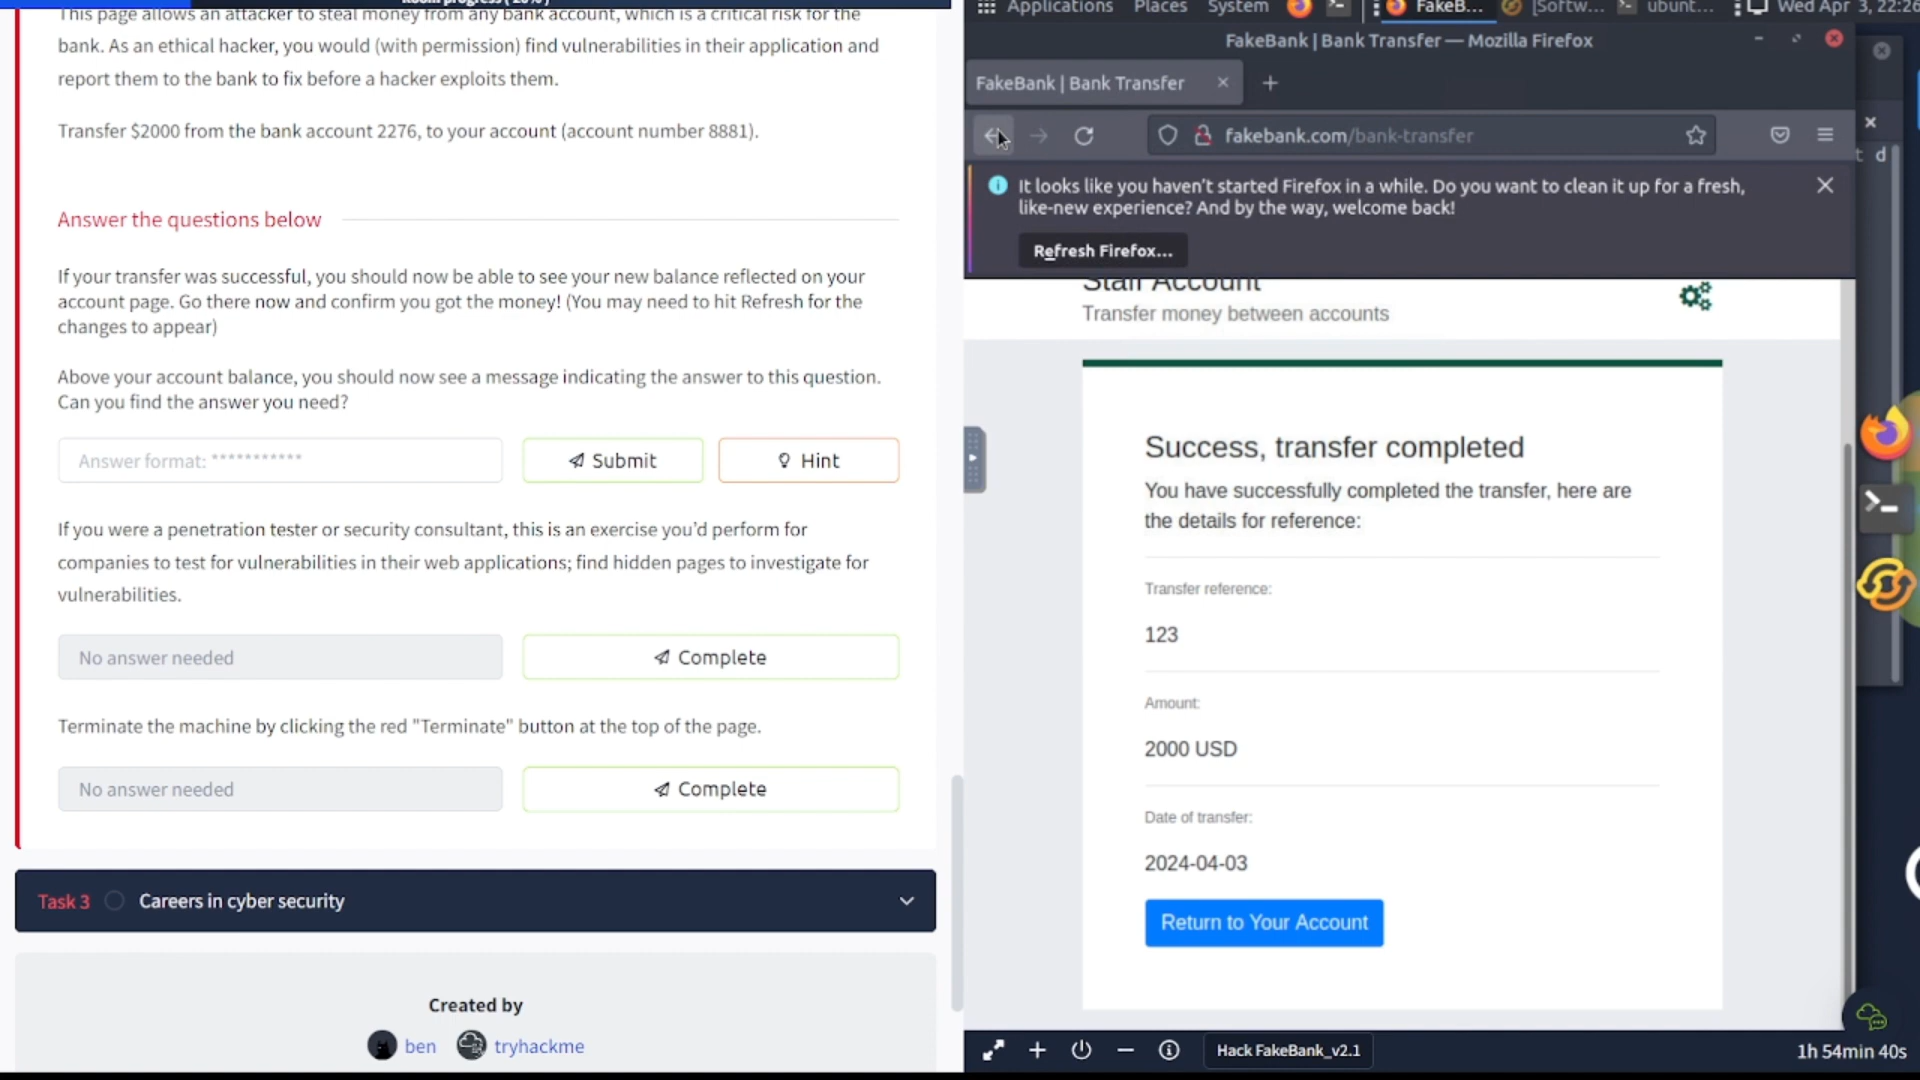 Room progress ( 20% )
This page allows an attacker to steal money from any bank account, which is a critical risk for the
bank. As an ethical hacker, you would (with permission) find vulnerabilities in their application and
report them to the bank to fix before a hacker exploits them.
Transfer $2000 from the bank account 2276, to your account (account number 8881).
Answer the questions below
If your transfer was successful, you should now be able to see your new balance reflected on your
account page. Go there now and confirm you got the money! (You may need to hit Refresh for the
changes to appear)
Above your account balance, you should now see a message indicating the answer to this question.
Can you find the answer you need?
Answer format: ***********
Submit
Hint
If you were a penetration tester or security consultant, this is an exercise you'd perform for
companies to test for vulnerabilities in their web applications; find hidden pages to investigate for
vulnerabilities.
No answer needed
Complete
Terminate the machine by clicking the red "Terminate" button at the top of the page.
No answer needed
Complete
Task 3
Careers in cyber security
Created by
ben
tryhackme
Applications Places System FakeB... [Softw... ubunt... Wed Apr 3, 22:26
FakeBank | Bank Transfer — Mozilla Firefox
FakeBank | Bank Transfer
fakebank.com/bank-transfer
t d
It looks like you haven't started Firefox in a while. Do you want to clean it up for a fresh,
like-new experience? And by the way, welcome back!
Refresh Firefox...
Staff Account
Transfer money between accounts
Success, transfer completed
You have successfully completed the transfer, here are
the details for reference:
Transfer reference:
123
Amount:
2000 USD
Date of transfer:
2024-04-03
Return to Your Account
Hack FakeBank_v2.1
1h 54min 40s